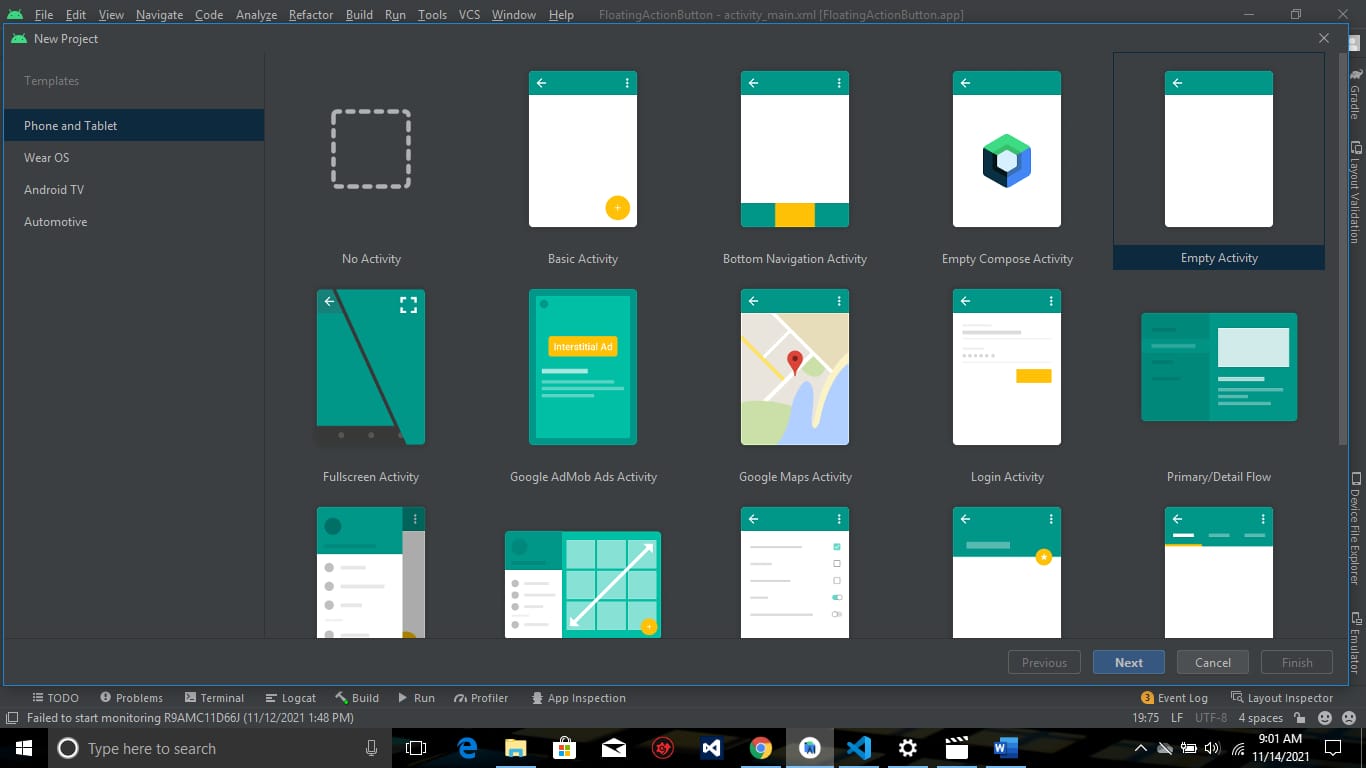 File Edit View Navigate Code Analyze Refactor Build Run Tools VCS Window Help FloatingActionButton - activity_main.xml [FloatingActionButton.app]
New Project
Templates
Phone and Tablet
Wear OS
Android TV
Automotive
No Activity
Basic Activity
Bottom Navigation Activity
Empty Compose Activity
Empty Activity
Interstitial Ad
Fullscreen Activity
Google AdMob Ads Activity
Google Maps Activity
Login Activity
Primary/Detail Flow
Previous
Next
Cancel
Finish
Gradle
Layout Validation
Device File Explorer
Emulator
TODO Problems Terminal Logcat Build Run Profiler App Inspection 3 Event Log Layout Inspector
Failed to start monitoring R9AMC11D66J (11/12/2021 1:48 PM) 19:75 LF UTF-8 4 spaces
Type here to search
W
9:01 AM
11/14/2021